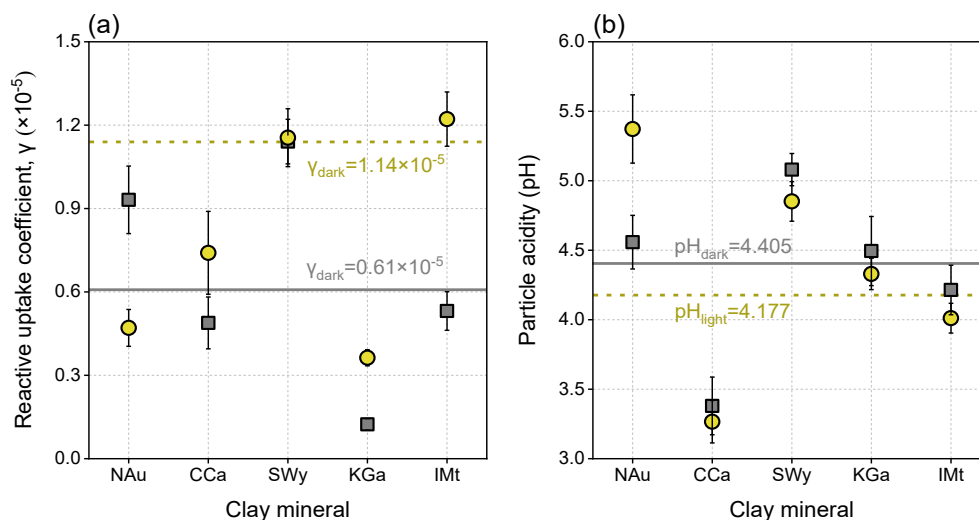 (a)
Reactive uptake coefficient, γ (×10⁻⁵)
1.5
1.2
0.9
0.6
0.3
0.0
γdark=1.14×10⁻⁵
γdark=0.61×10⁻⁵
NAu CCa SWy KGa IMt
Clay mineral
(b)
Particle acidity (pH)
6.0
5.5
5.0
4.5
4.0
3.5
3.0
pHdark=4.405
pHlight=4.177
NAu CCa SWy KGa IMt
Clay mineral